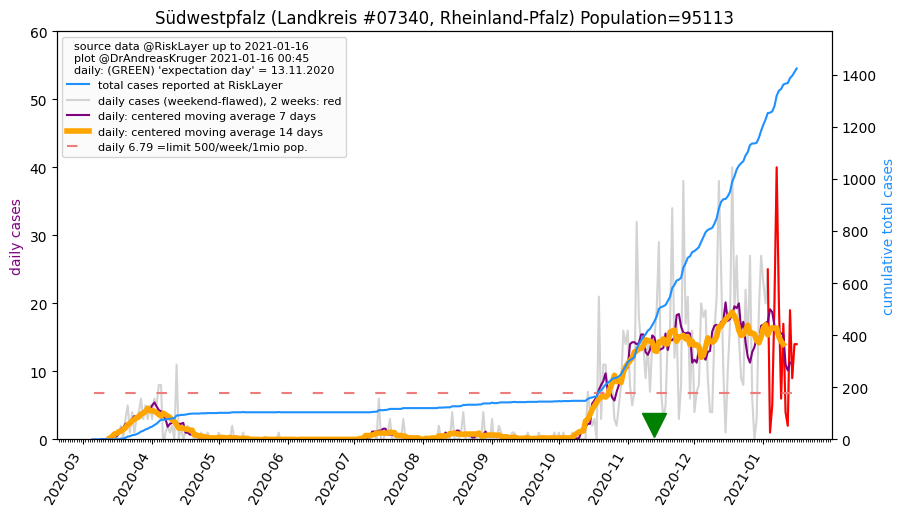 Südwestpfalz (Landkreis #07340, Rheinland-Pfalz) Population=95113
source data @RiskLayer up to 2021-01-16
plot @DrAndreasKruger 2021-01-16 00:45
daily: (GREEN) 'expectation day' = 13.11.2020
total cases reported at RiskLayer
daily cases (weekend-flawed), 2 weeks: red
daily: centered moving average 7 days
daily: centered moving average 14 days
daily 6.79 =limit 500/week/1mio pop.
daily cases
60
50
40
30
20
10
0
cumulative total cases
1400
1200
1000
800
600
400
200
0
2020-03
2020-04
2020-05
2020-06
2020-07
2020-08
2020-09
2020-10
2020-11
2020-12
2021-01